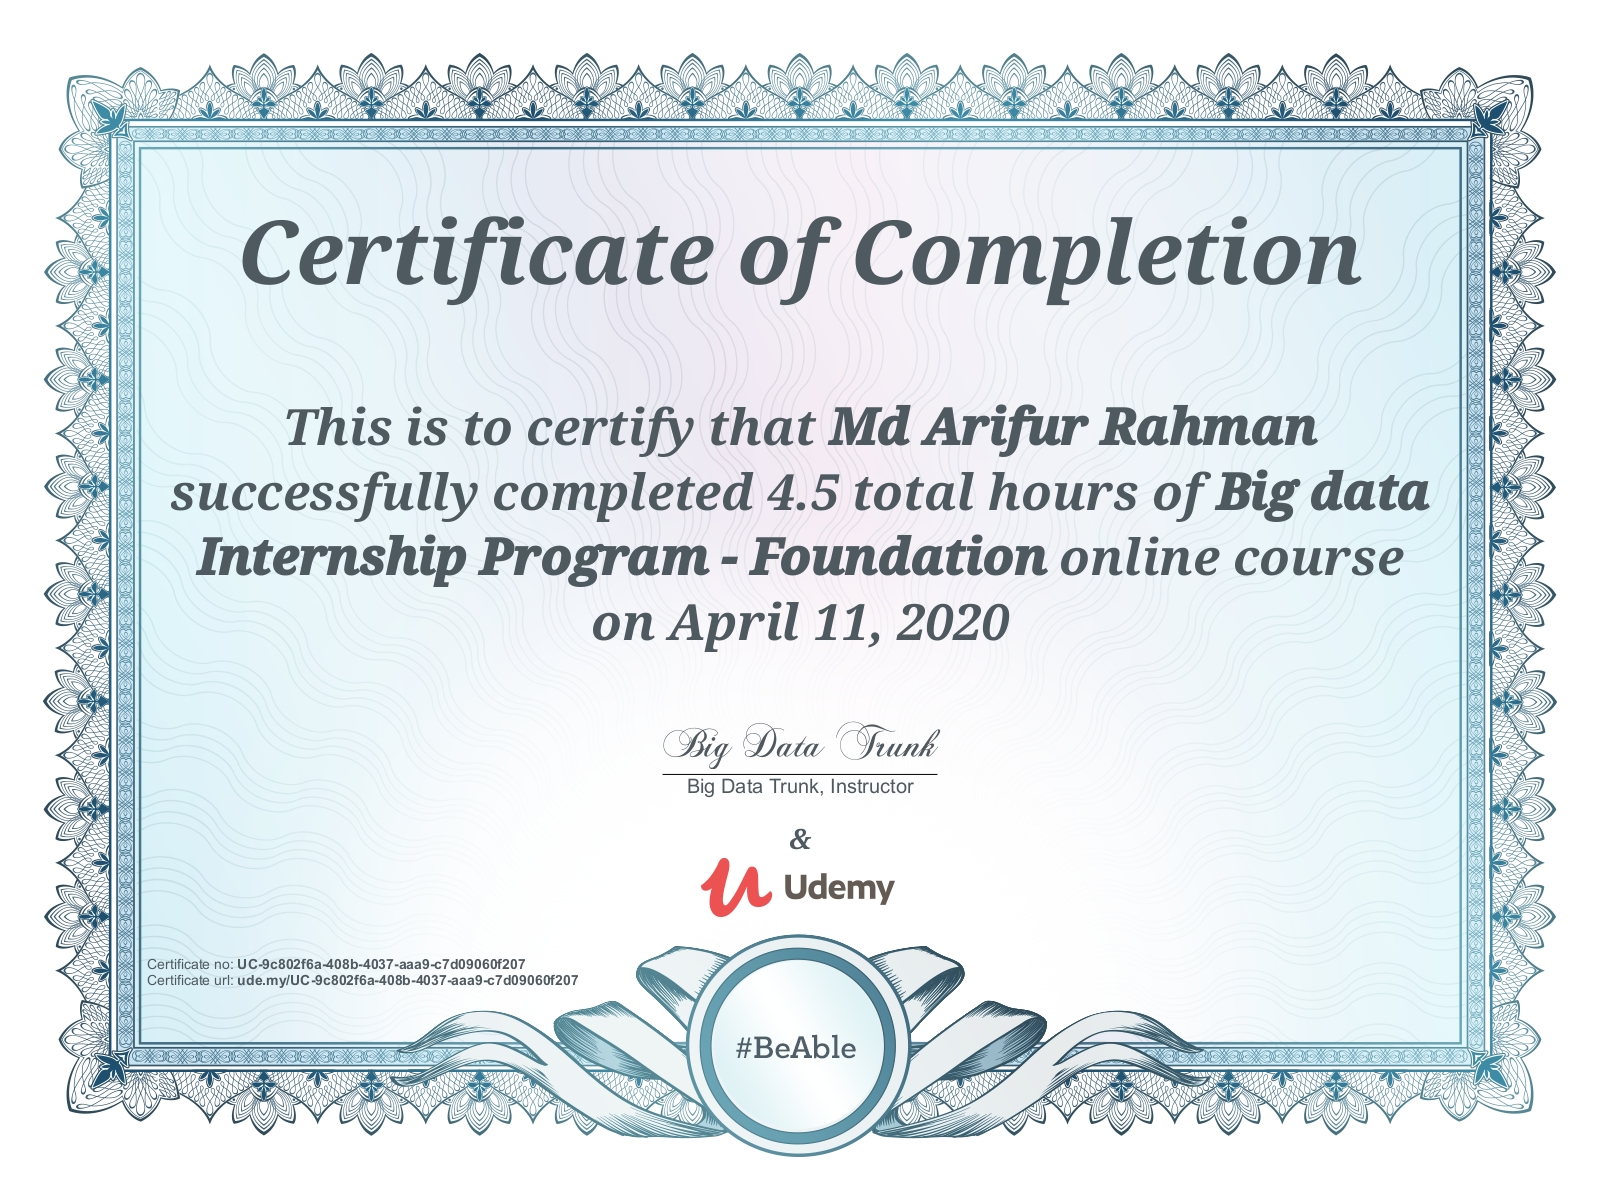 Certificate of Completion
This is to certify that Md Arifur Rahman
successfully completed 4.5 total hours of Big data
Internship Program - Foundation online course
on April 11, 2020
Big Data Trunk
Big Data Trunk, Instructor
&
Udemy
Certificate no: UC-9c802f6a-408b-4037-aaa9-c7d09060f207
Certificate url: ude.my/UC-9c802f6a-408b-4037-aaa9-c7d09060f207
#BeAble